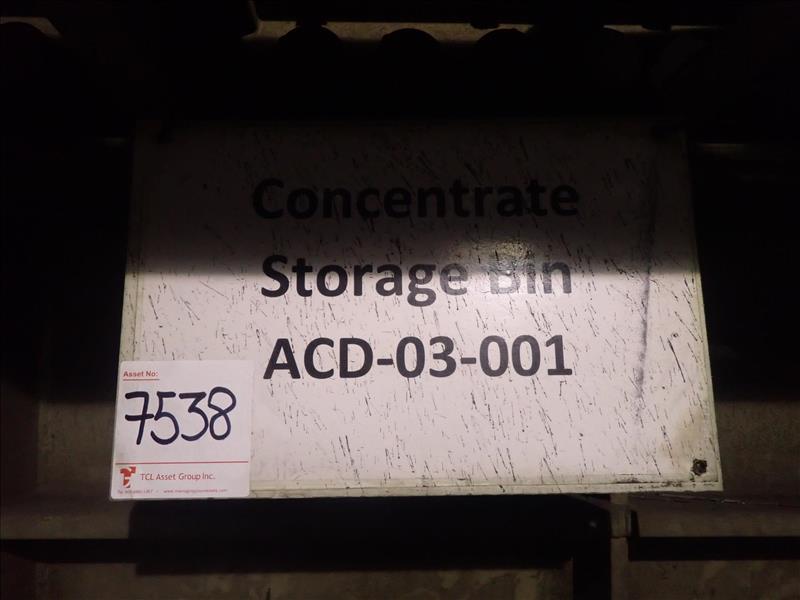 Concentrate
Storage Bin
ACD-03-001
Asset No:
7538
TCL Asset Group Inc.